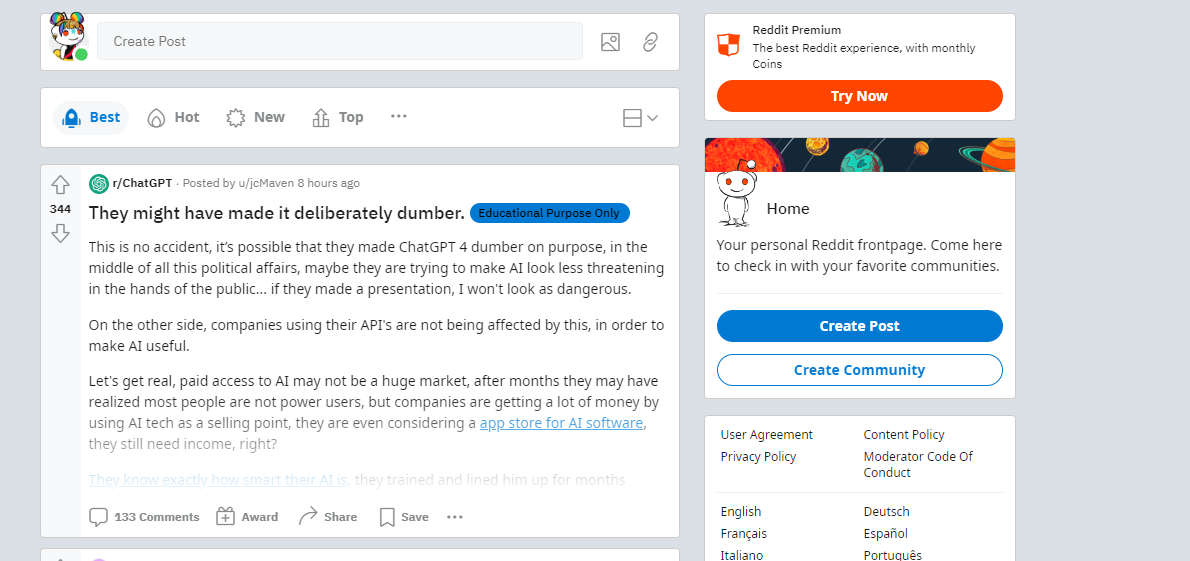 Create Post
Best
Hot
New
Top
r/ChatGPT · Posted by u/jcMaven 8 hours ago
344
They might have made it deliberately dumber. Educational Purpose Only
This is no accident, it's possible that they made ChatGPT 4 dumber on purpose, in the
middle of all this political affairs, maybe they are trying to make AI look less threatening
in the hands of the public... if they made a presentation, I won't look as dangerous.
On the other side, companies using their API's are not being affected by this, in order to
make AI useful.
Let's get real, paid access to AI may not be a huge market, after months they may have
realized most people are not power users, but companies are getting a lot of money by
using AI tech as a selling point, they are even considering a app store for AI software,
they still need income, right?
They know exactly how smart their AI is, they trained and lined him up for months
133 Comments
Award
Share
Save
Reddit Premium
The best Reddit experience, with monthly
Coins
Try Now
Home
Your personal Reddit frontpage. Come here
to check in with your favorite communities.
Create Post
Create Community
User Agreement
Content Policy
Privacy Policy
Moderator Code Of
Conduct
English
Deutsch
Français
Español
Italiano
Português